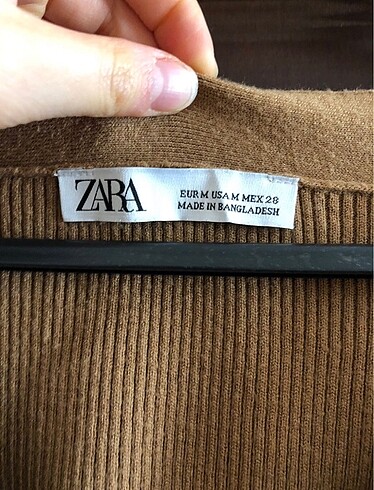 ZARA
EUR M USA M MEX 28
MADE IN BANGLADESH